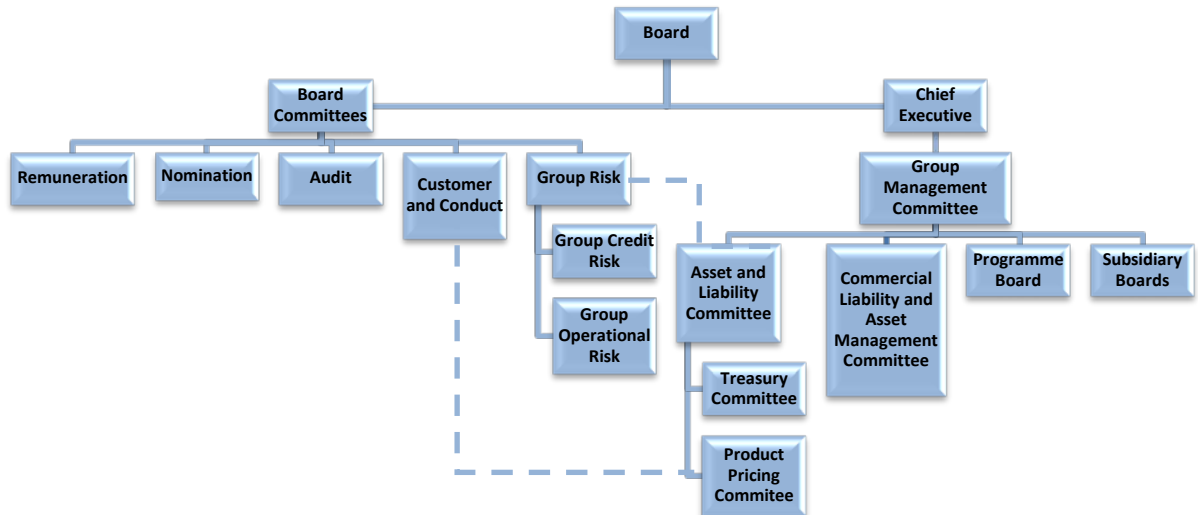 Board
Board
Committees
Chief
Executive
Remuneration
Nomination
Audit
Customer
and Conduct
Group Risk
Group
Management
Committee
Group Credit
Risk
Group
Operational
Risk
Asset and
Liability
Committee
Commercial
Liability and
Asset
Management
Committee
Programme
Board
Subsidiary
Boards
Treasury
Committee
Product
Pricing
Commitee